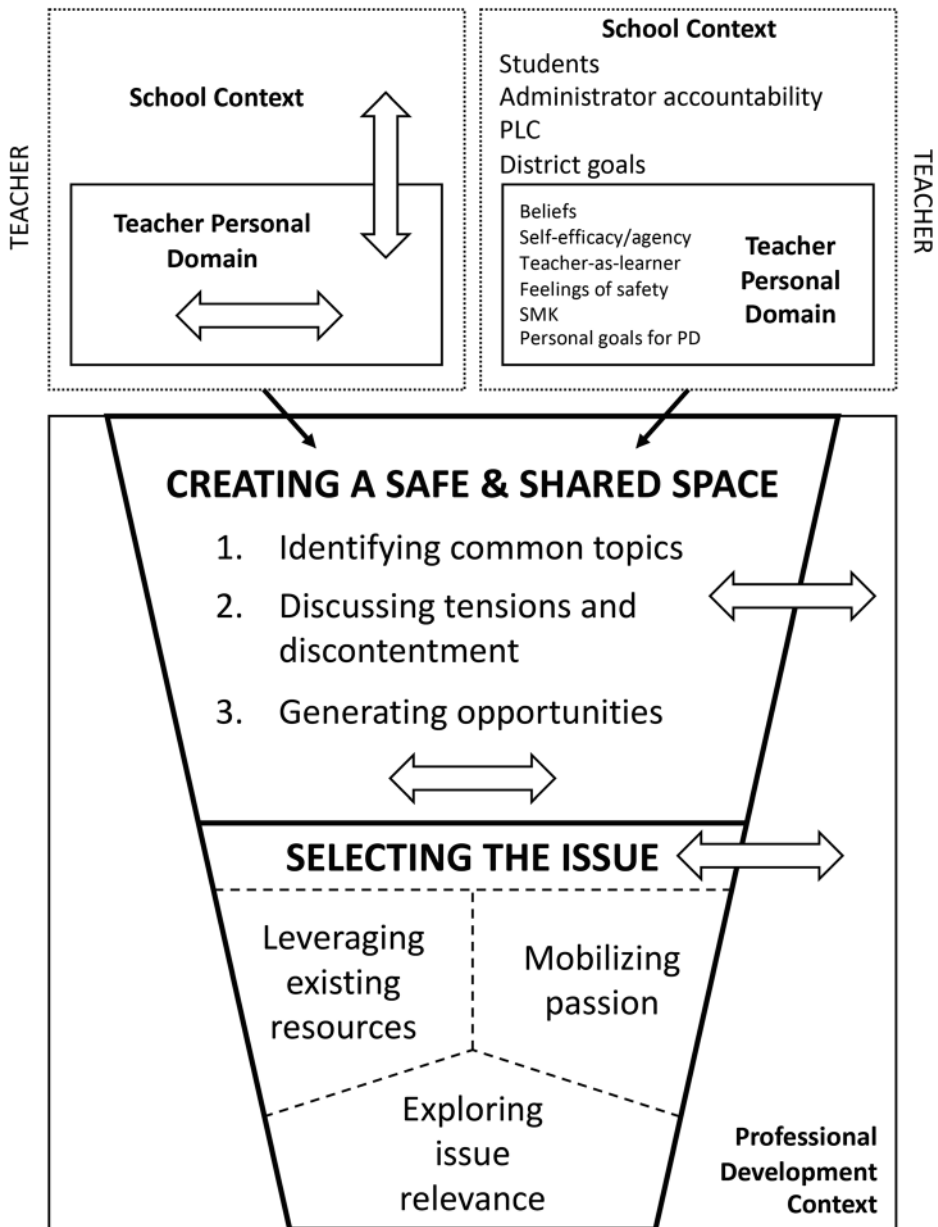 TEACHER
School Context
Teacher Personal
Domain
School Context
Students
Administrator accountability
PLC
District goals
Beliefs
Self-efficacy/agency
Teacher-as-learner
Feelings of safety
SMK
Personal goals for PD
Teacher
Personal
Domain
TEACHER
CREATING A SAFE & SHARED SPACE
1. Identifying common topics
2. Discussing tensions and
discontentment
3. Generating opportunities
SELECTING THE ISSUE
Leveraging
existing
resources
Mobilizing
passion
Exploring
issue
relevance
Professional
Development
Context